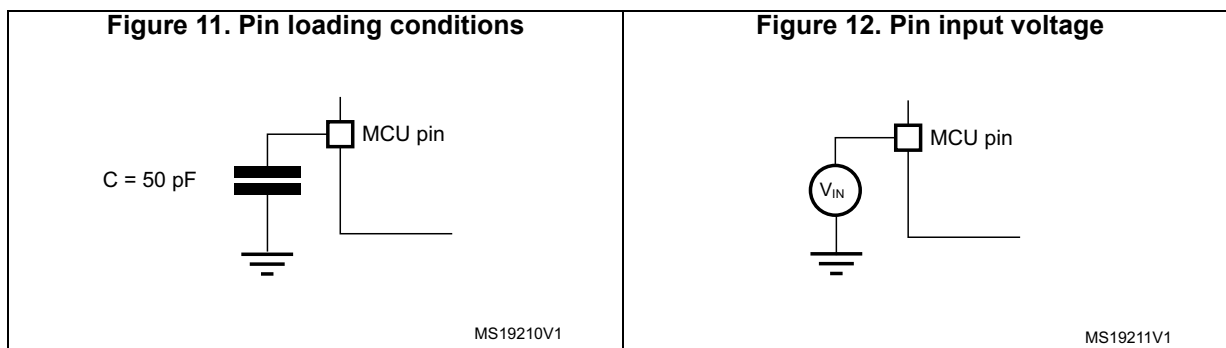 Figure 11. Pin loading conditions
MCU pin
C = 50 pF
MS19210V1
Figure 12. Pin input voltage
MCU pin
VIN
MS19211V1